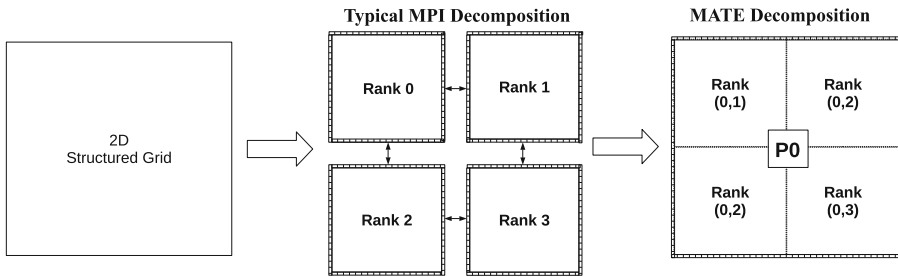 Typical MPI Decomposition
MATE Decomposition
2D
Structured Grid
Rank 0
Rank 1
Rank 2
Rank 3
Rank
(0,1)
Rank
(0,2)
P0
Rank
(0,2)
Rank
(0,3)